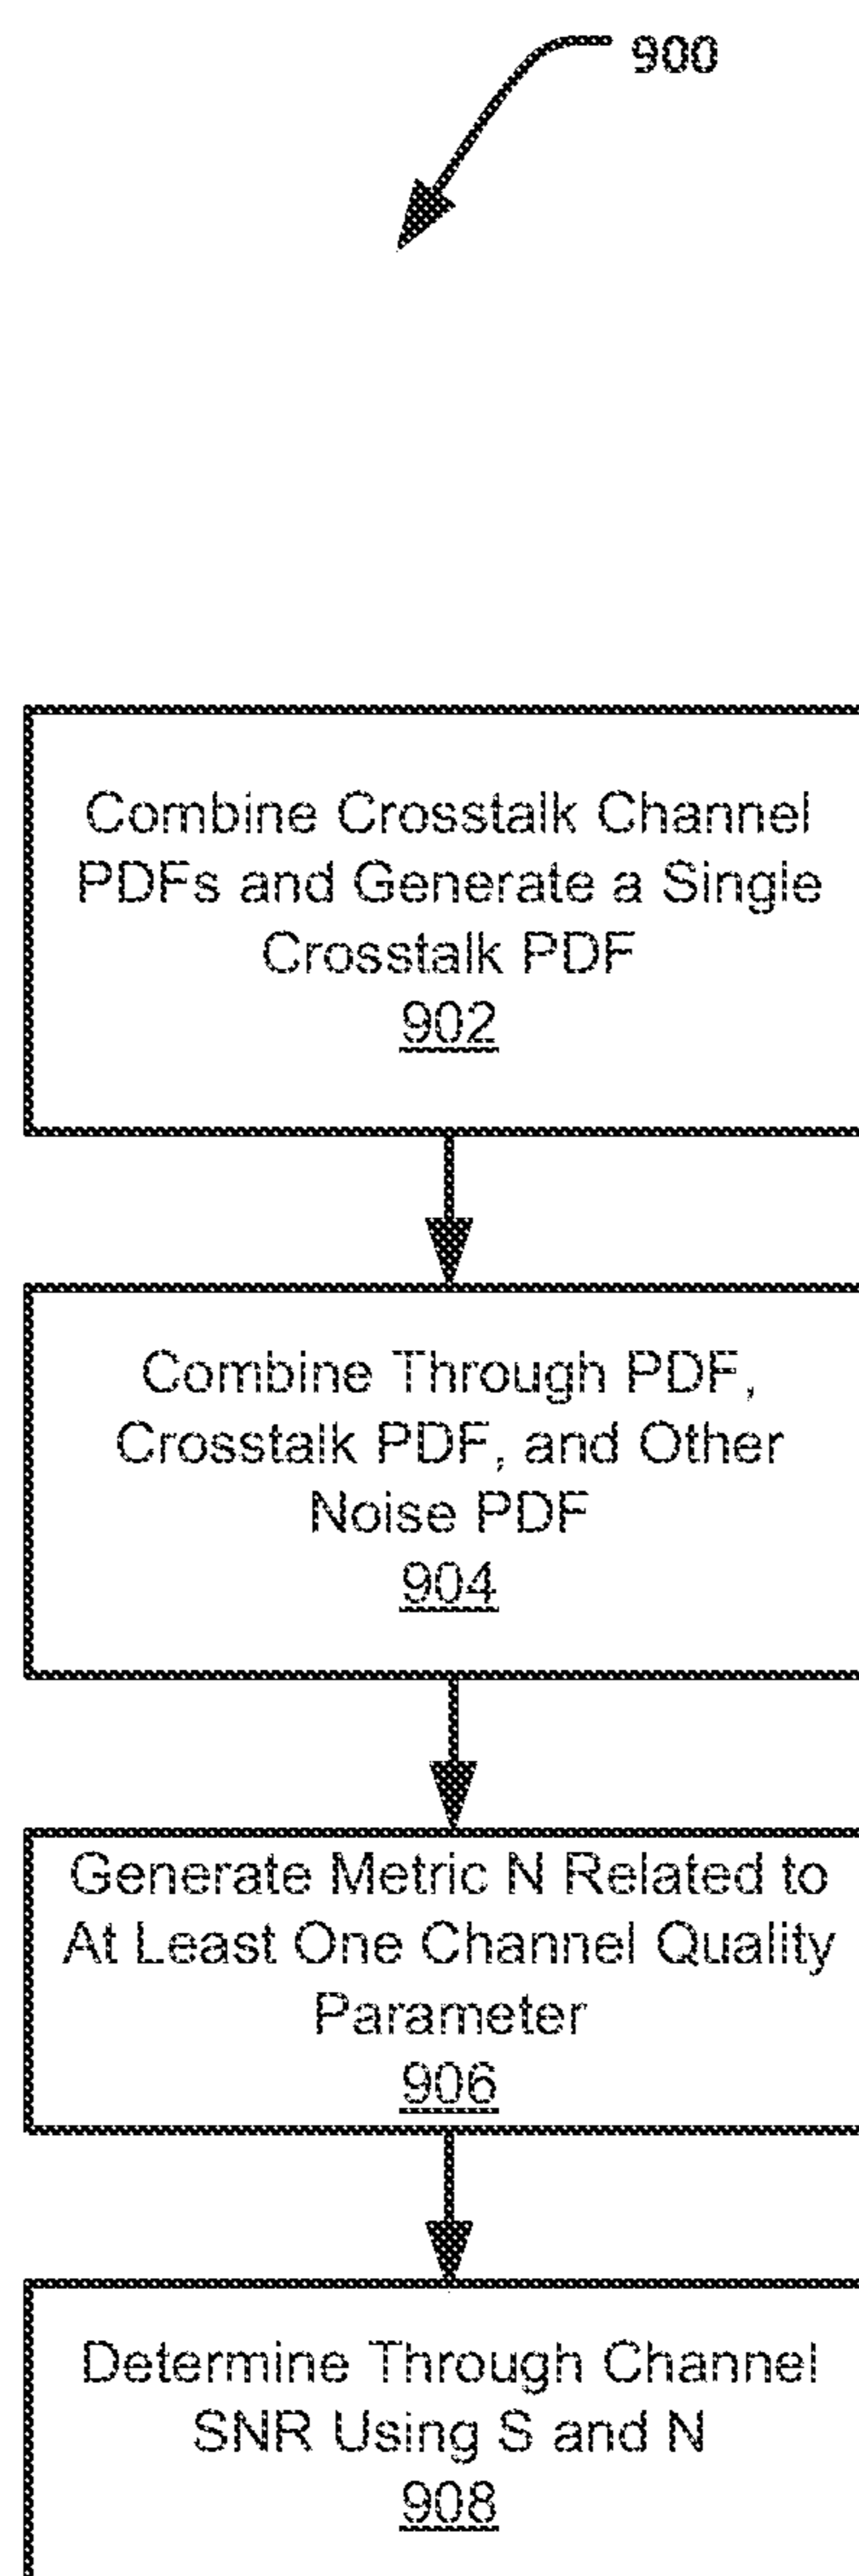 900
Combine Crosstalk Channel
PDFs and Generate a Single
Crosstalk PDF
902
Combine Through PDF,
Crosstalk PDF, and Other
Noise PDF
904
Generate Metric N Related to
At Least One Channel Quality
Parameter
906
Determine Through Channel
SNR Using S and N
908